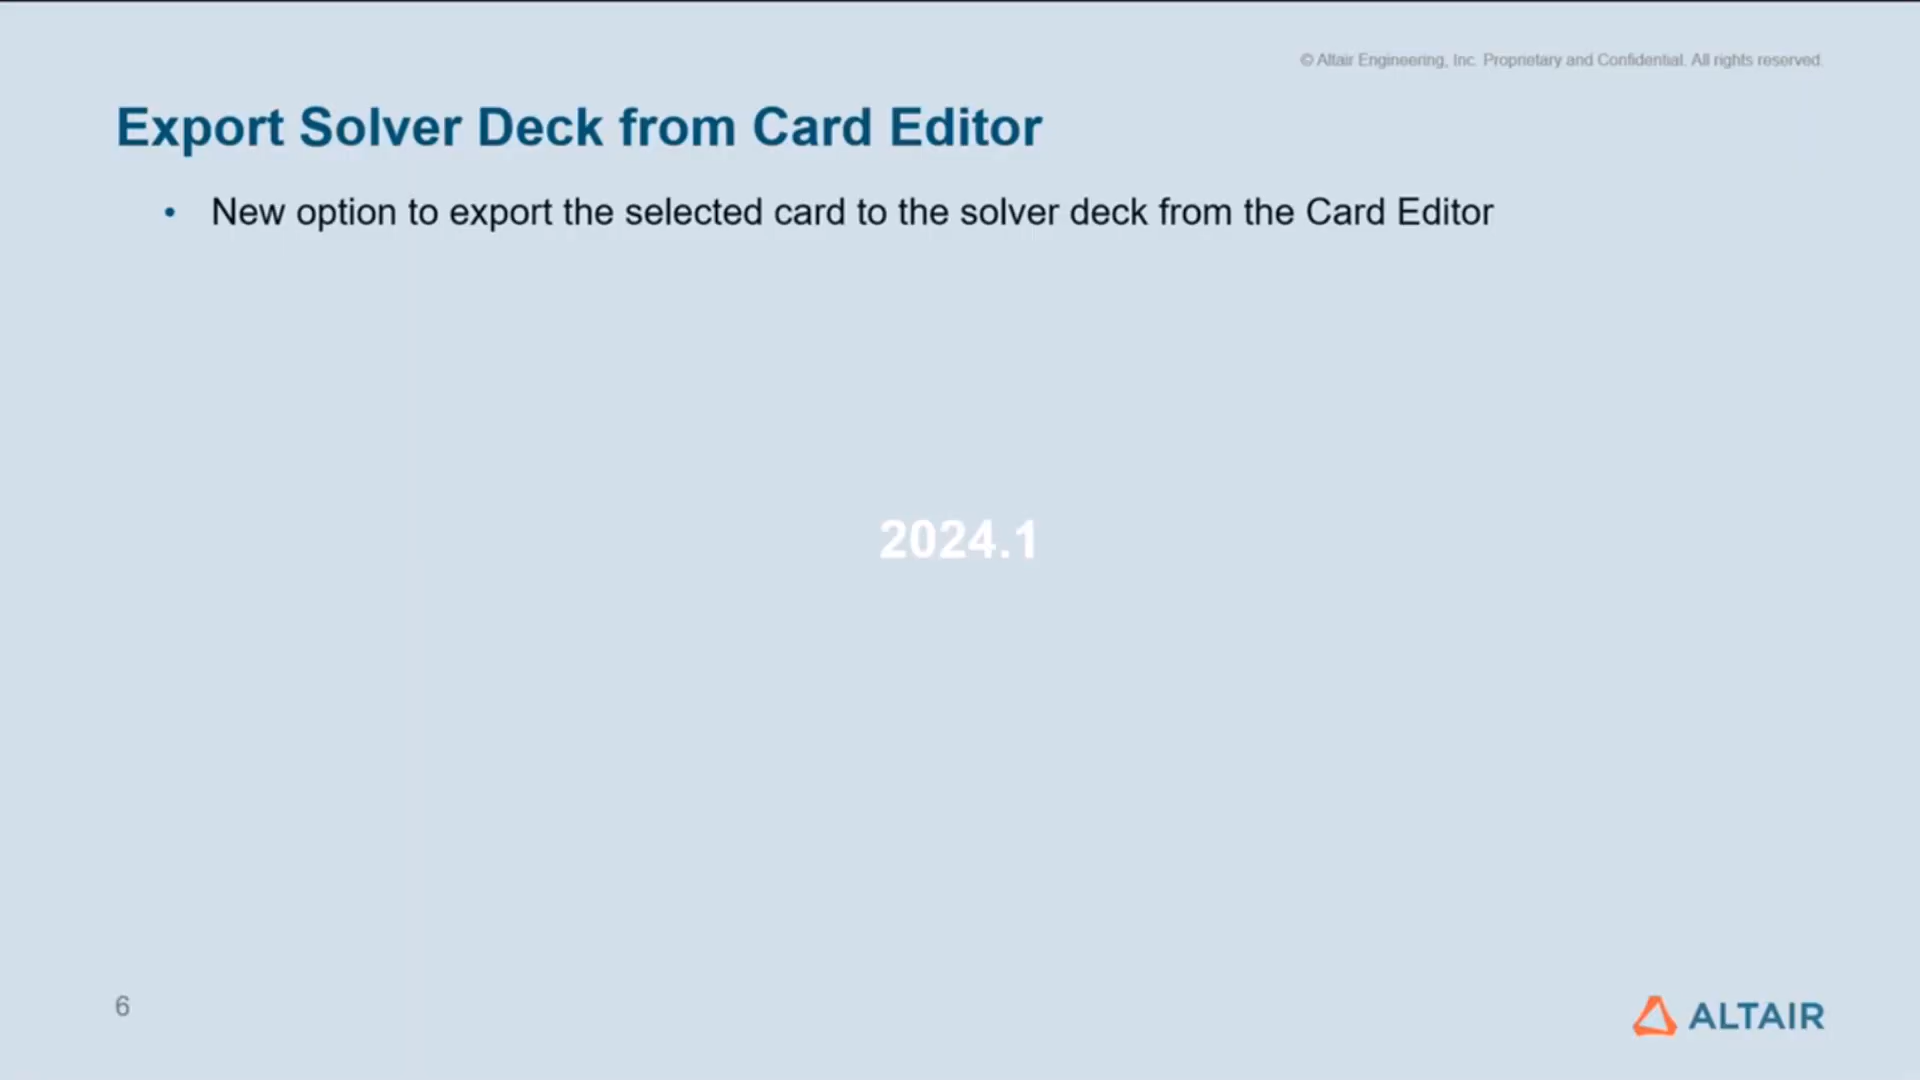 © Altair Engineering, Inc. Proprietary and Confidential. All rights reserved.
Export Solver Deck from Card Editor
• New option to export the selected card to the solver deck from the Card Editor
2024.1
6
ALTAIR